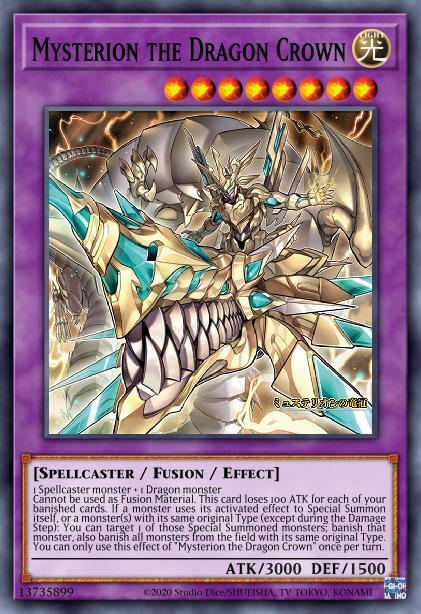 MYSTERION THE DRAGON CROWN
LIGHT
光
ミュステリオンの竜冠
[SPELLCASTER / FUSION / EFFECT]
1 Spellcaster monster + 1 Dragon monster
Cannot be used as Fusion Material. This card loses 100 ATK for each of your
banished cards. If a monster uses its activated effect to Special Summon
itself, or a monster(s) with its same original Type (except during the Damage
Step): You can target 1 of those Special Summoned monsters; banish that
monster, also banish all monsters from the field with its same original Type.
You can only use this effect of "Mysterion the Dragon Crown" once per turn.
ATK/3000 DEF/1500
13735899
©2020 Studio Dice/SHUEISHA, TV TOKYO, KONAMI